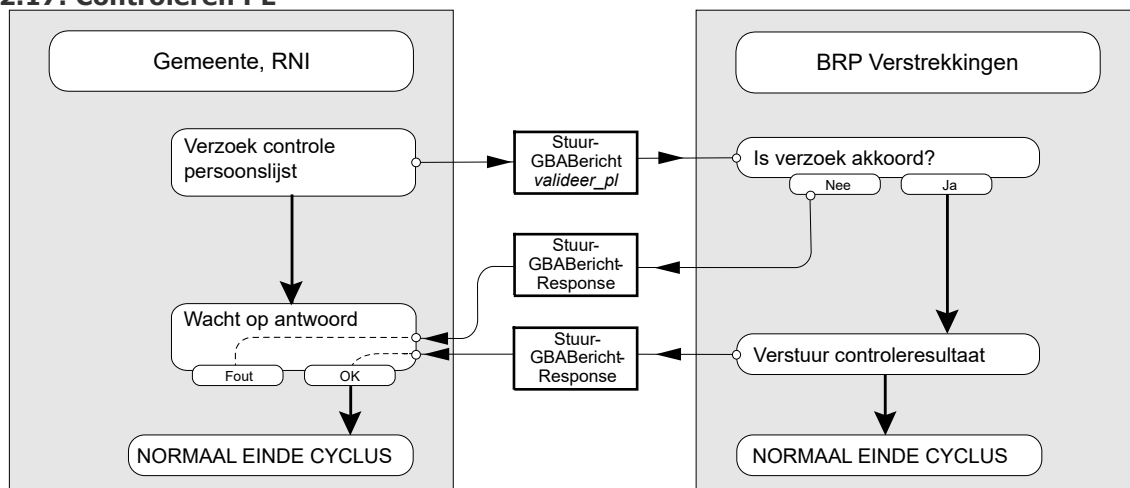 2.17. Controleren PL
Gemeente, RNI
BRP Verstrekkingen
Verzoek controle
persoonslijst
Stuur-
GBABericht
valideer_pl
Is verzoek akkoord?
Nee
Ja
Stuur-
GBABericht-
Response
Wacht op antwoord
Fout
OK
Stuur-
GBABericht-
Response
Verstuur controleresultaat
NORMAAL EINDE CYCLUS
NORMAAL EINDE CYCLUS